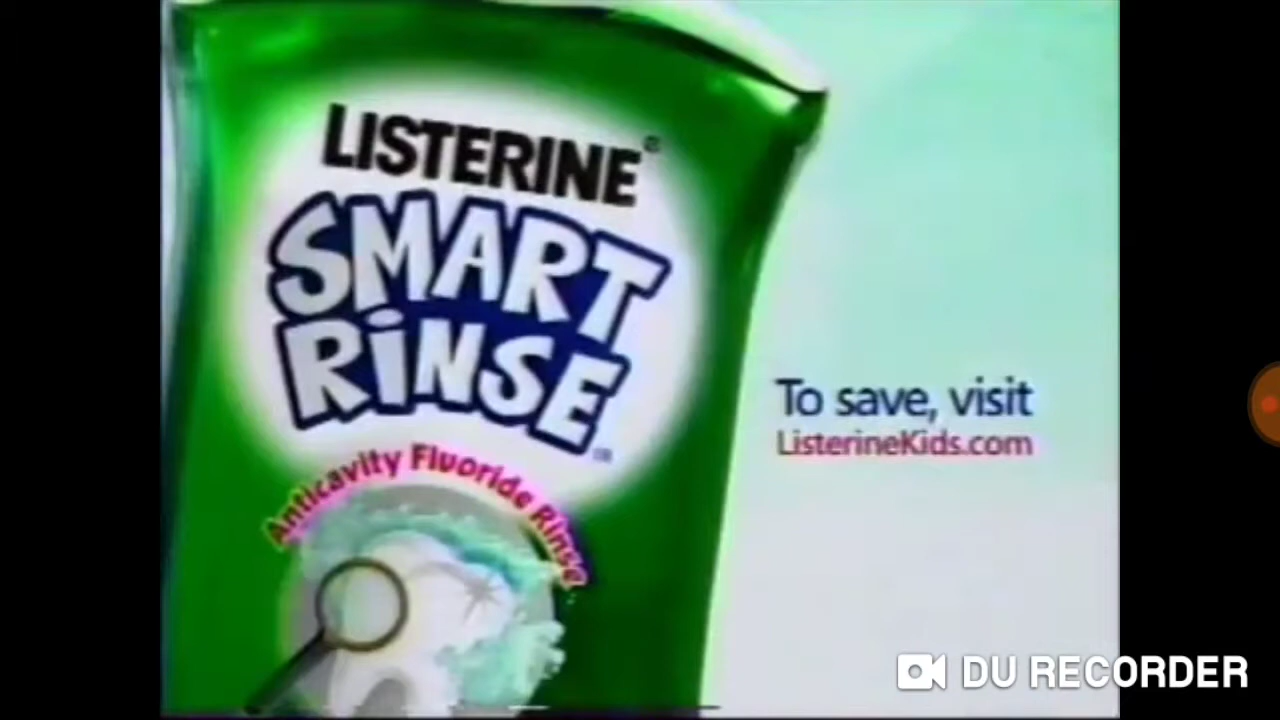 LISTERINE®
SMART
RiNSE
Anticavity Fluoride Rinse
To save, visit
ListerineKids.com
DU RECORDER